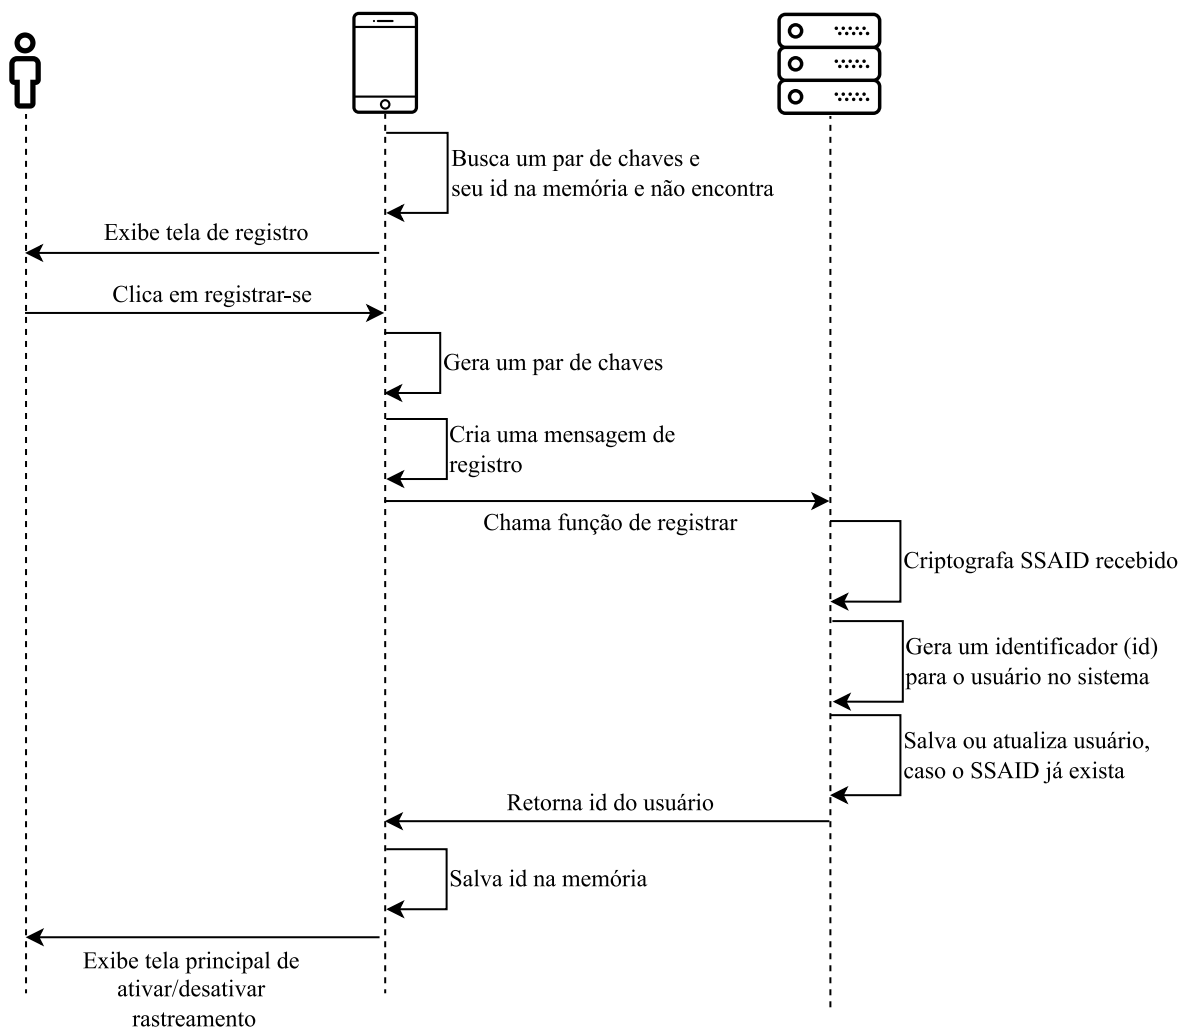 Busca um par de chaves e
seu id na memória e não encontra
Exibe tela de registro
Clica em registrar-se
Gera um par de chaves
Cria uma mensagem de
registro
Chama função de registrar
Criptografa SSAID recebido
Gera um identificador (id)
para o usuário no sistema
Salva ou atualiza usuário,
caso o SSAID já exista
Retorna id do usuário
Salva id na memória
Exibe tela principal de
ativar/desativar
rastreamento